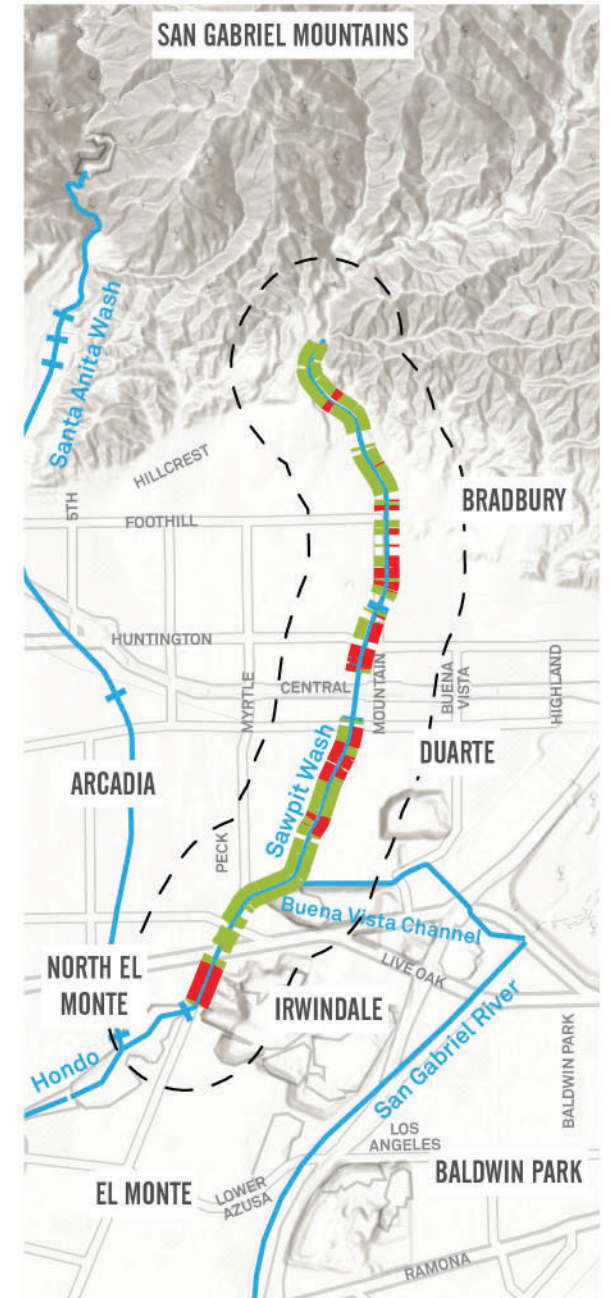 SAN GABRIEL MOUNTAINS
Santa Anita Wash
HILLCREST
5TH
BRADBURY
FOOTHILL
HUNTINGTON
MYRTLE
CENTRAL
MOUNTAIN
BUENA
VISTA
HIGHLAND
Sawpit Wash
DUARTE
ARCADIA
PECK
Buena Vista Channel
LIVE OAK
NORTH EL
MONTE
IRWINDALE
Hondo
San Gabriel River
BALDWIN PARK
LOS
ANGELES
BALDWIN PARK
EL MONTE
LOWER
AZUSA
RAMONA